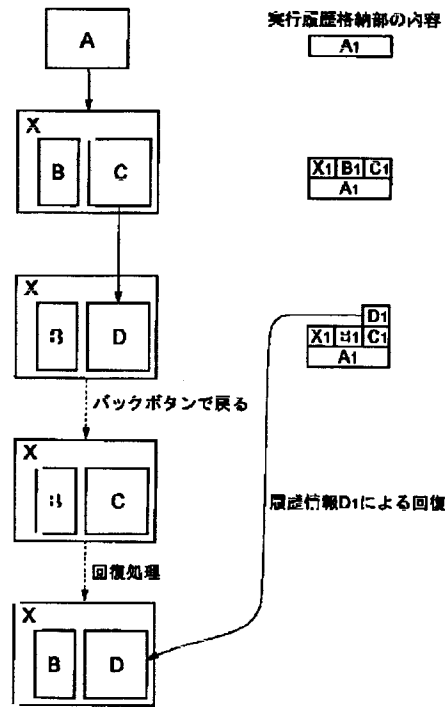 実行履歴格納部の内容
A
A1
X
B C
X1 B1 C1
A1
X
B D
D1
X1 B1 C1
A1
バックボタンで戻る
X
B C
履歴情報D1による回復
回復処理
X
B D